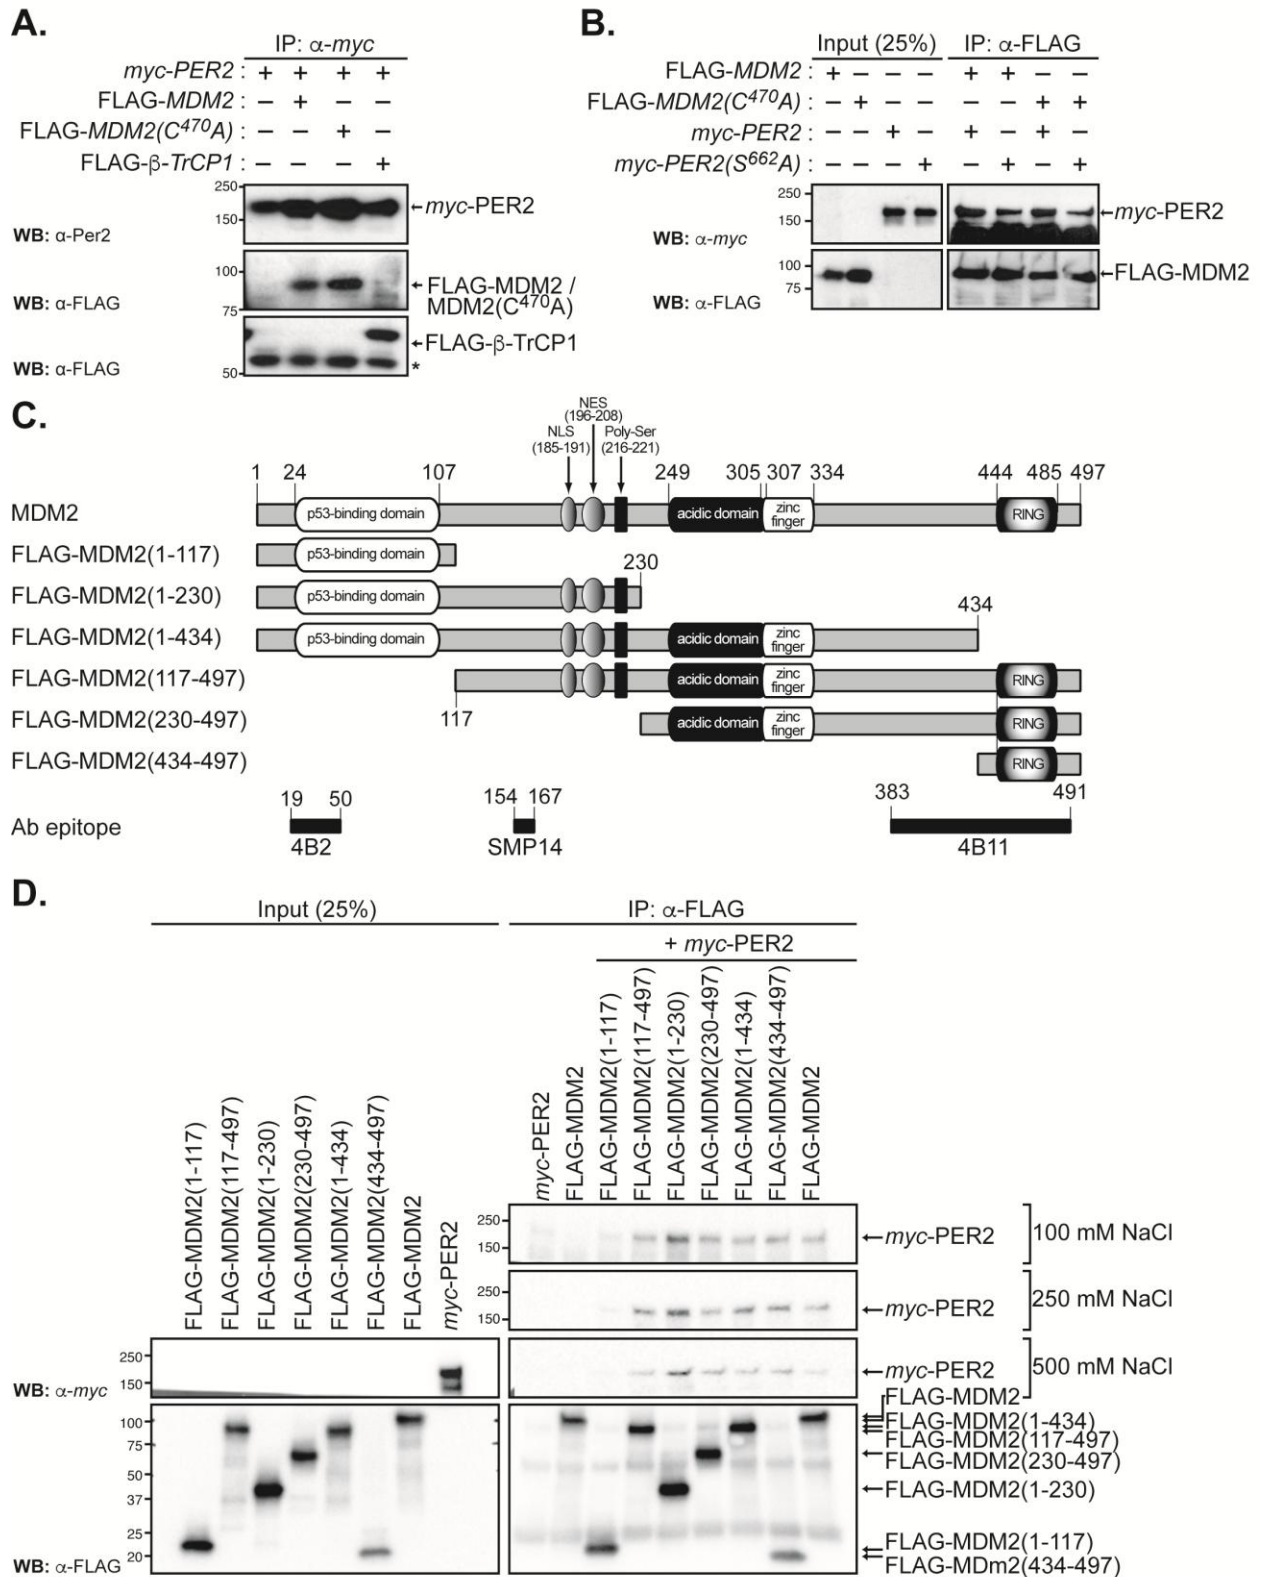 A.
IP: α-myc
myc-PER2 : + + + +
FLAG-MDM2 : – + – –
FLAG-MDM2(C470A) : – – + –
FLAG-β-TrCP1 : – – – +
250
150
←myc-PER2
WB: α-Per2
100
75
←FLAG-MDM2 /
MDM2(C470A)
WB: α-FLAG
←FLAG-β-TrCP1
50
*
WB: α-FLAG
B.
Input (25%) IP: α-FLAG
FLAG-MDM2 : + – – – + + – –
FLAG-MDM2(C470A) : – + – – – – + +
myc-PER2 : – – + – + – + –
myc-PER2(S662A) : – – – + – + – +
250
150
←myc-PER2
WB: α-myc
100
75
←FLAG-MDM2
WB: α-FLAG
C.
NES
(196-208)
NLS
(185-191)
Poly-Ser
(216-221)
1 24 107 249 305 307 334 444 485 497
MDM2 p53-binding domain acidic domain zinc finger RING
FLAG-MDM2(1-117) p53-binding domain
230
FLAG-MDM2(1-230) p53-binding domain
434
FLAG-MDM2(1-434) p53-binding domain acidic domain zinc finger
FLAG-MDM2(117-497) acidic domain zinc finger RING
117
FLAG-MDM2(230-497) acidic domain zinc finger RING
FLAG-MDM2(434-497) RING
19 50 154 167 383 491
Ab epitope
4B2 SMP14 4B11
D.
Input (25%) IP: α-FLAG
+ myc-PER2
FLAG-MDM2(1-117)
FLAG-MDM2(117-497)
FLAG-MDM2(1-230)
FLAG-MDM2(230-497)
FLAG-MDM2(1-434)
FLAG-MDM2(434-497)
FLAG-MDM2
myc-PER2
myc-PER2
FLAG-MDM2
FLAG-MDM2(1-117)
FLAG-MDM2(117-497)
FLAG-MDM2(1-230)
FLAG-MDM2(230-497)
FLAG-MDM2(1-434)
FLAG-MDM2(434-497)
FLAG-MDM2
250
150
←myc-PER2 100 mM NaCl
250
150
←myc-PER2 250 mM NaCl
250
150
WB: α-myc
←myc-PER2 500 mM NaCl
100
75
50
37
25
20
WB: α-FLAG
FLAG-MDM2
FLAG-MDM2(1-434)
FLAG-MDM2(117-497)
FLAG-MDM2(230-497)
FLAG-MDM2(1-230)
FLAG-MDM2(1-117)
FLAG-MDm2(434-497)